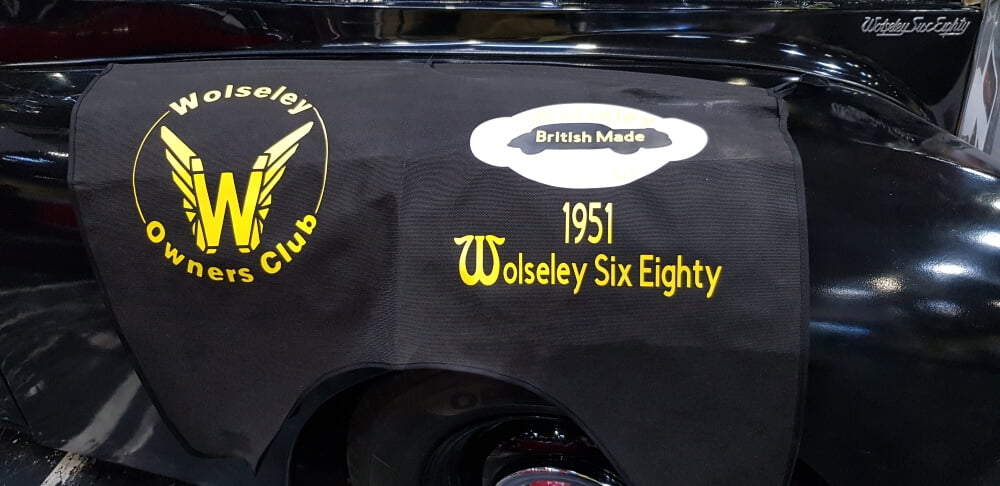 Wolseley Six Eighty
Wolseley
W
Owners Club
British Made
1951
Wolseley Six Eighty